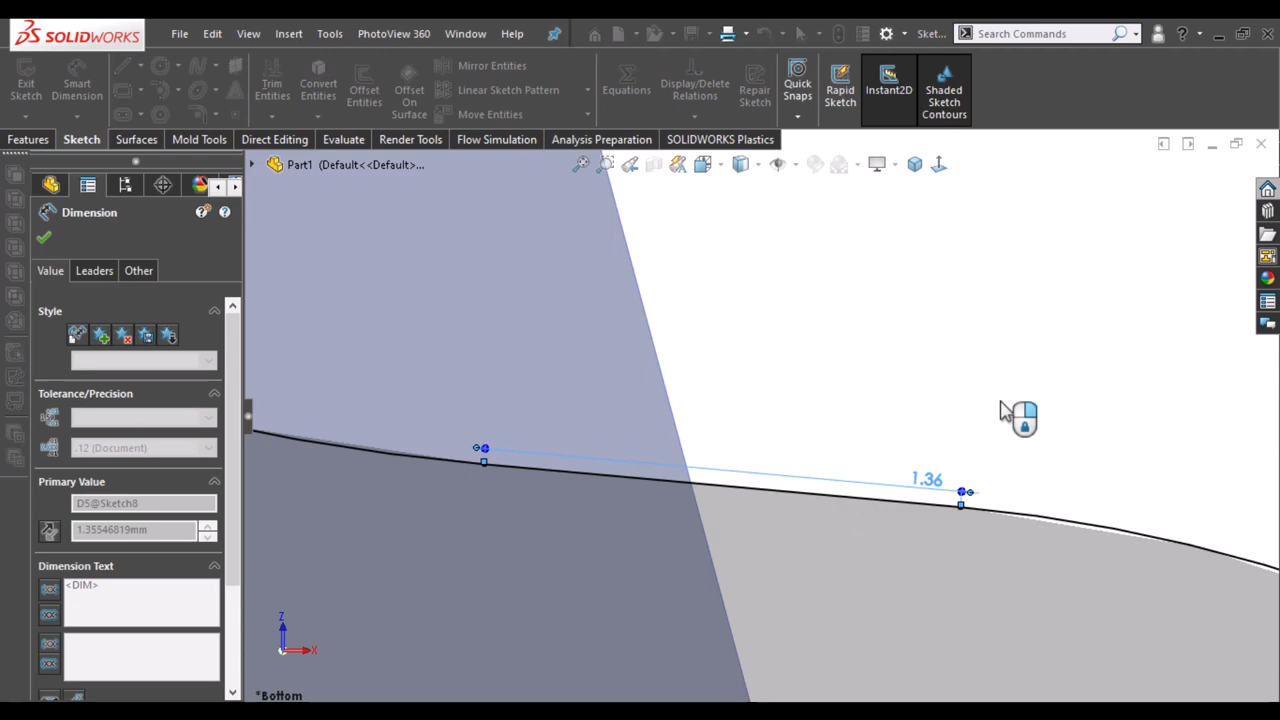 SOLIDWORKS
File Edit View Insert Tools PhotoView 360 Window Help
Sket...
Search Commands
?
Exit Sketch
Smart Dimension
Trim Entities
Convert Entities
Offset Entities
Offset On Surface
Mirror Entities
Linear Sketch Pattern
Move Entities
Equations
Display/Delete Relations
Repair Sketch
Quick Snaps
Rapid Sketch
Instant2D
Shaded Sketch Contours
Features Sketch Surfaces Mold Tools Direct Editing Evaluate Render Tools Flow Simulation Analysis Preparation SOLIDWORKS Plastics
Part1 (Default<<Default>...
Dimension
Value Leaders Other
Style
Tolerance/Precision
.12 (Document)
Primary Value
D5@Sketch8
1.35546819mm
Dimension Text
<DIM>
1.36
Z
X
*Bottom